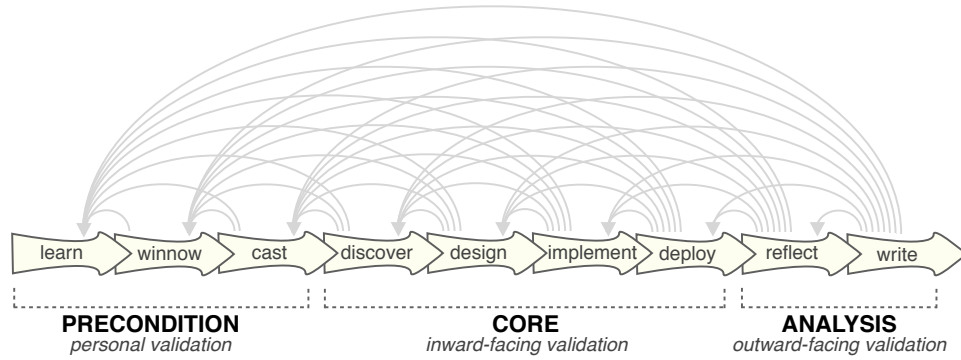 learn winnow cast discover design implement deploy reflect write
PRECONDITION CORE ANALYSIS
personal validation inward-facing validation outward-facing validation